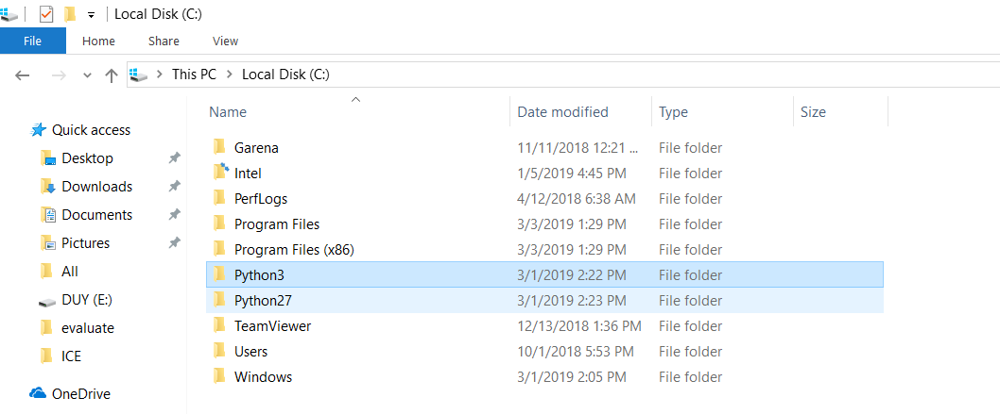 Local Disk (C:)
File Home Share View
This PC Local Disk (C:)
Name Date modified Type Size
Quick access
Desktop
Downloads
Documents
Pictures
All
DUY (E:)
evaluate
ICE
OneDrive
Garena 11/11/2018 12:21 ... File folder
Intel 1/5/2019 4:45 PM File folder
PerfLogs 4/12/2018 6:38 AM File folder
Program Files 3/3/2019 1:29 PM File folder
Program Files (x86) 3/3/2019 1:29 PM File folder
Python3 3/1/2019 2:22 PM File folder
Python27 3/1/2019 2:23 PM File folder
TeamViewer 12/13/2018 1:36 PM File folder
Users 10/1/2018 5:53 PM File folder
Windows 3/1/2019 2:05 PM File folder